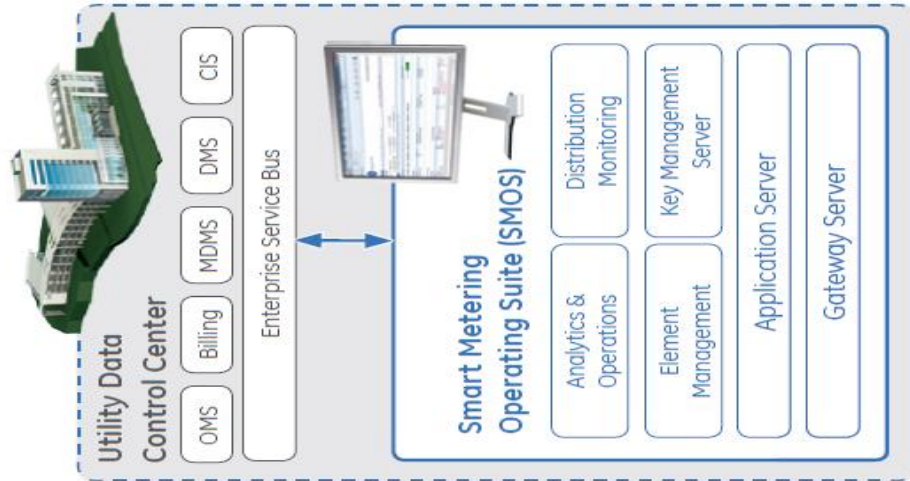 Utility Data
Control Center
OMS
Billing
MDMS
DMS
CIS
Enterprise Service Bus
Smart Metering
Operating Suite (SMOS)
Analytics &
Operations
Distribution
Monitoring
Element
Management
Key Management
Server
Application Server
Gateway Server